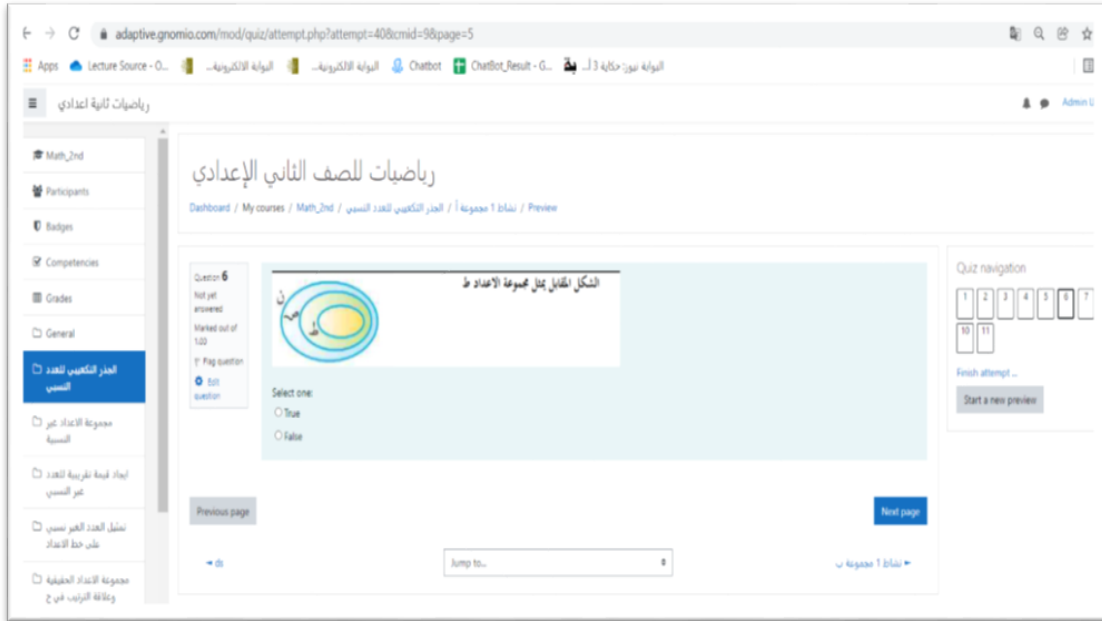 adaptive.gnomio.com/mod/quiz/attempt.php?attempt=408&cmid=9&page=5
Apps
Lecture Source - O...
البوابة الالكترونية...
البوابة الالكترونية...
Chatbot
ChatBot_Result - G...
البوابة نيوز: حكاية 3 أ...
رياضيات ثانية اعدادي
Admin U
Math_2nd
Participants
Badges
Competencies
Grades
General
الجذر التكعيبي للعدد
النسبي
مجموعة الاعداد غير
النسبية
ايجاد قيمة تقريبية للعدد
غير النسبي
تمثيل العدد الغير نسبي
على خط الاعداد
مجموعة الاعداد الحقيقية
وعلاقة الترتيب في ح
رياضيات للصف الثاني الإعدادي
Dashboard / My courses / Math_2nd / الجذر التكعيبي للعدد النسبي / نشاط 1 مجموعة أ / Preview
Question 6
Not yet
answered
Marked out of
1.00
Flag question
Edit
question
الشكل المقابل يمثل مجموعة الاعداد ط
ن
ص
ط
Select one:
True
False
Previous page
Next page
◄ ds
Jump to...
نشاط 1 مجموعة ب ►
Quiz navigation
1 2 3 4 5 6 7
10 11
Finish attempt ...
Start a new preview